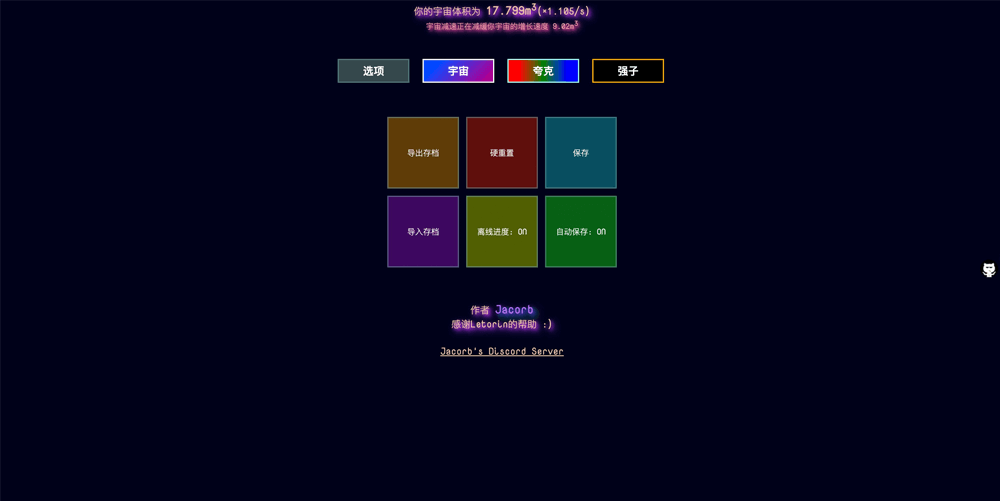 你的宇宙体积为 17.799m³(×1.105/s)
宇宙减速正在减缓你宇宙的增长速度 9.02m³
选项 宇宙 夸克 强子
导出存档 硬重置 保存
导入存档 离线进度: ON 自动保存: ON
作者 Jacorb
感谢Letorin的帮助 :)
Jacorb's Discord Server